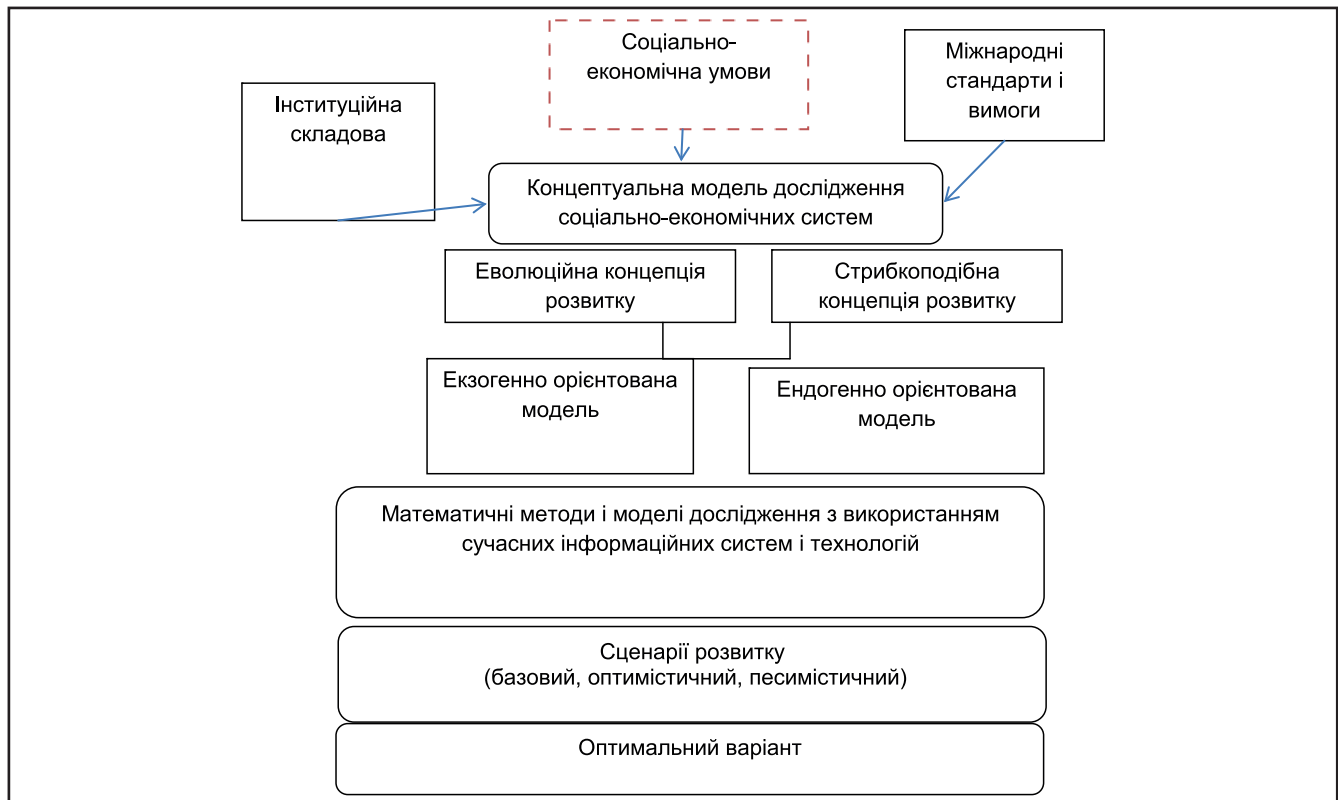 Соціально-
економічна умови
Міжнародні
стандарти і
вимоги
Інституційна
складова
Концептуальна модель дослідження
соціально-економічних систем
Еволюційна концепція
розвитку
Стрибкоподібна
концепція розвитку
Екзогенно орієнтована
модель
Ендогенно орієнтована
модель
Математичні методи і моделі дослідження з використанням
сучасних інформаційних систем і технологій
Сценарії розвитку
(базовий, оптимістичний, песимістичний)
Оптимальний варіант